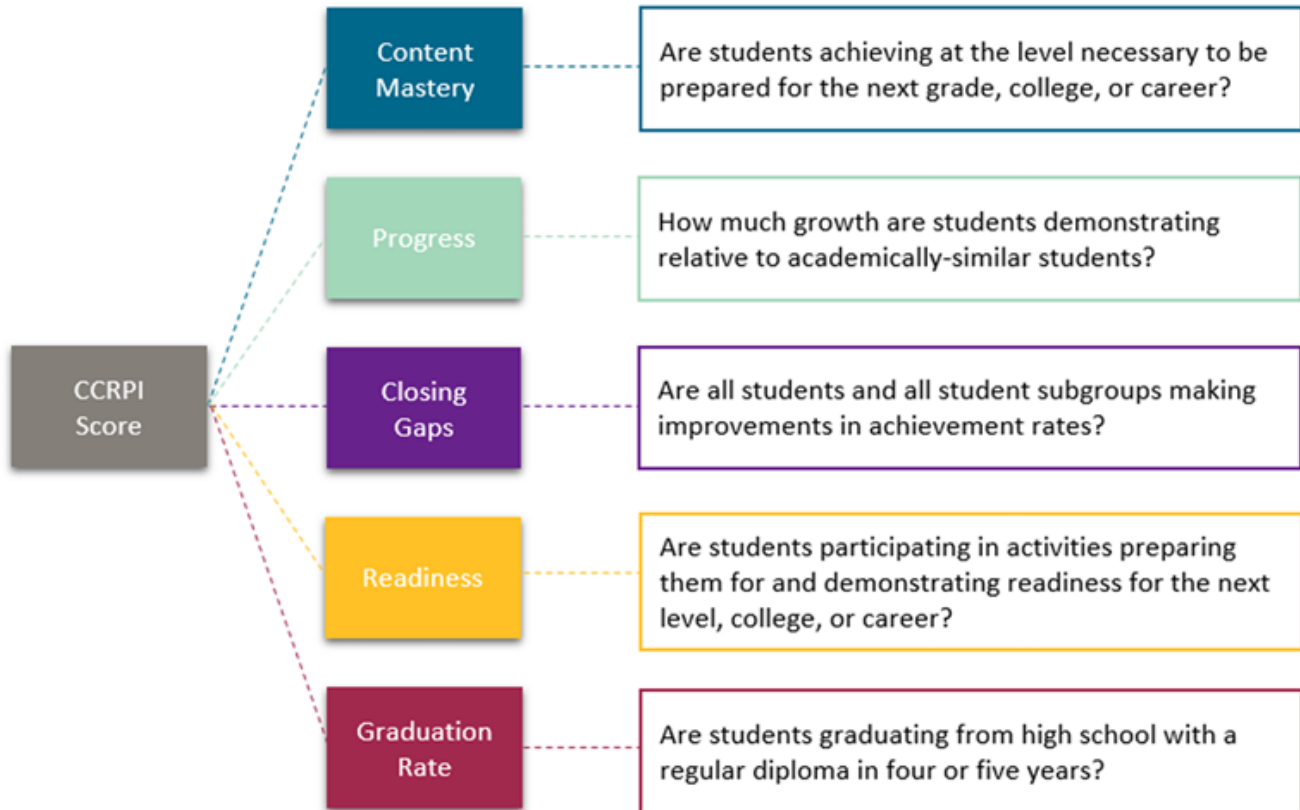 Content
Mastery
Are students achieving at the level necessary to be
prepared for the next grade, college, or career?
Progress
How much growth are students demonstrating
relative to academically-similar students?
CCRPI
Score
Closing
Gaps
Are all students and all student subgroups making
improvements in achievement rates?
Readiness
Are students participating in activities preparing
them for and demonstrating readiness for the next
level, college, or career?
Graduation
Rate
Are students graduating from high school with a
regular diploma in four or five years?